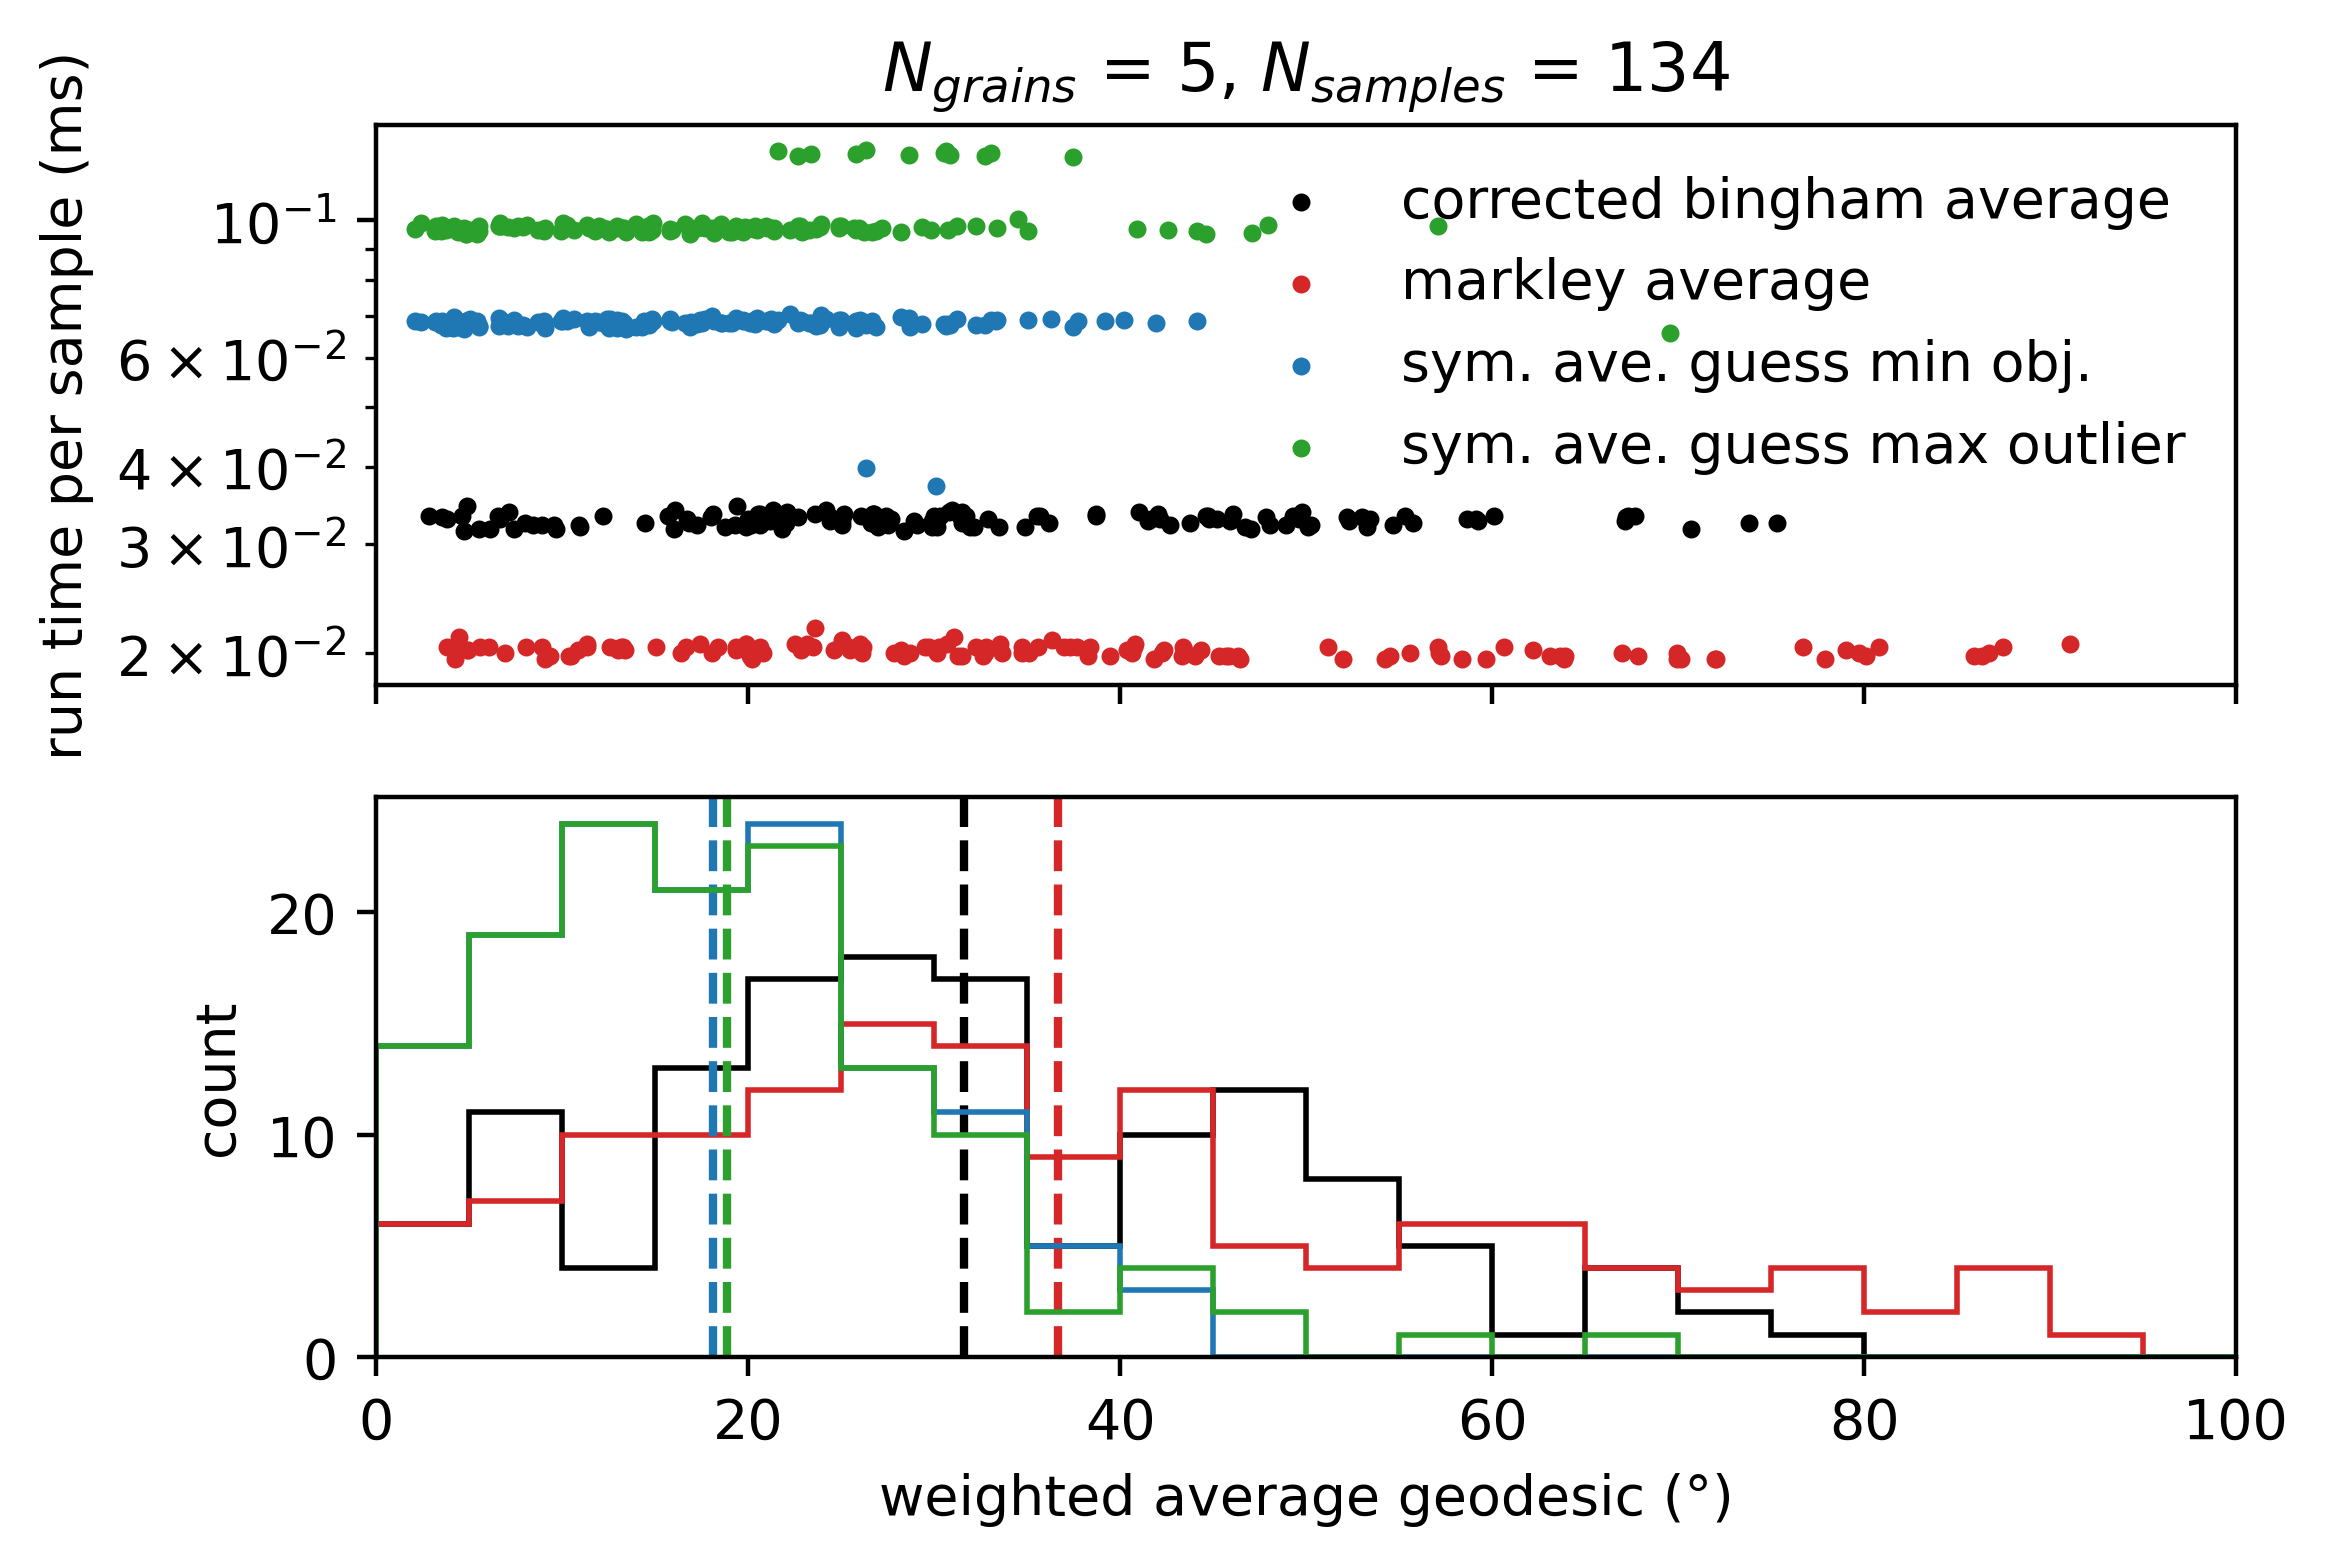 N_grains = 5, N_samples = 134
run time per sample (ms)
10⁻¹
6 × 10⁻²
4 × 10⁻²
3 × 10⁻²
2 × 10⁻²
corrected bingham average
markley average
sym. ave. guess min obj.
sym. ave. guess max outlier
count
20
10
0
0 20 40 60 80 100
weighted average geodesic (°)